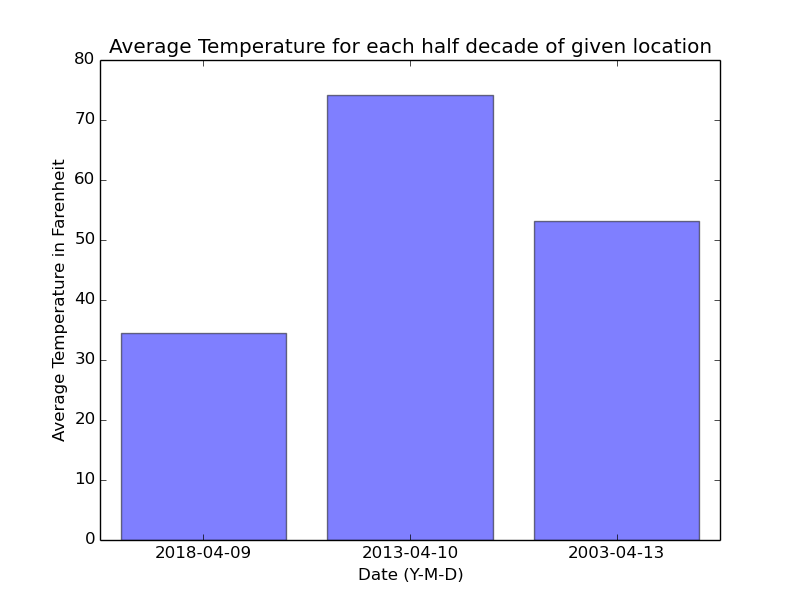 Average Temperature for each half decade of given location
80
70
60
50
40
30
20
10
0
Average Temperature in Farenheit
2018-04-09 2013-04-10 2003-04-13
Date (Y-M-D)